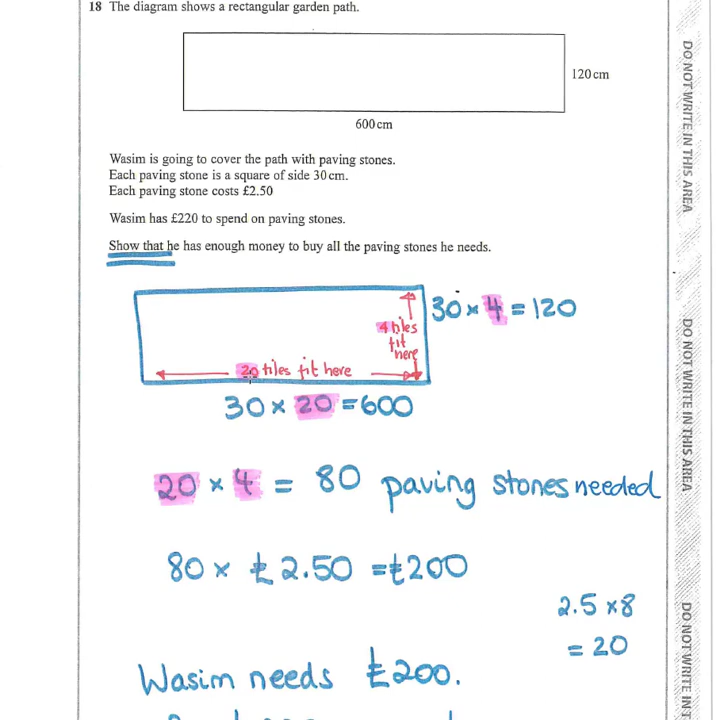 18 The diagram shows a rectangular garden path.
120 cm
600 cm
Wasim is going to cover the path with paving stones.
Each paving stone is a square of side 30 cm.
Each paving stone costs £2.50
Wasim has £220 to spend on paving stones.
Show that he has enough money to buy all the paving stones he needs.
30 × 4 = 120
4 tiles
fit
here
20 tiles fit here
30 × 20 = 600
20 × 4 = 80 paving stones needed
80 × £2.50 = £200
2.5 × 8
= 20
Wasim needs £200.
DO NOT WRITE IN THIS AREA
DO NOT WRITE IN THIS AREA
DO NOT WRITE IN T